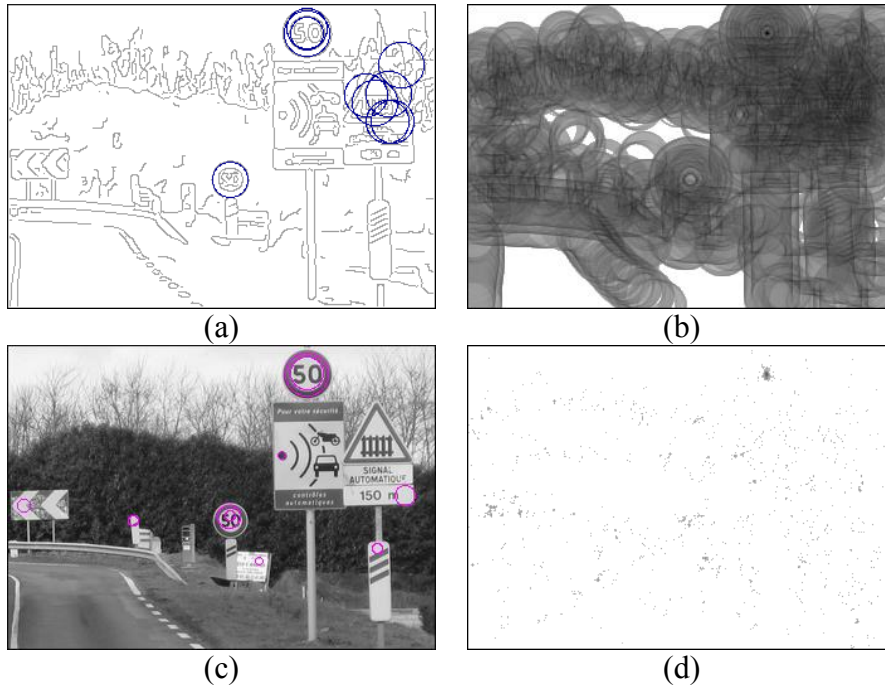 50
50
(a)
(b)
50
Pour votre sécurité
SIGNAL
AUTOMATIQUE
150 m
contrôles
automatiques
50
(c)
(d)